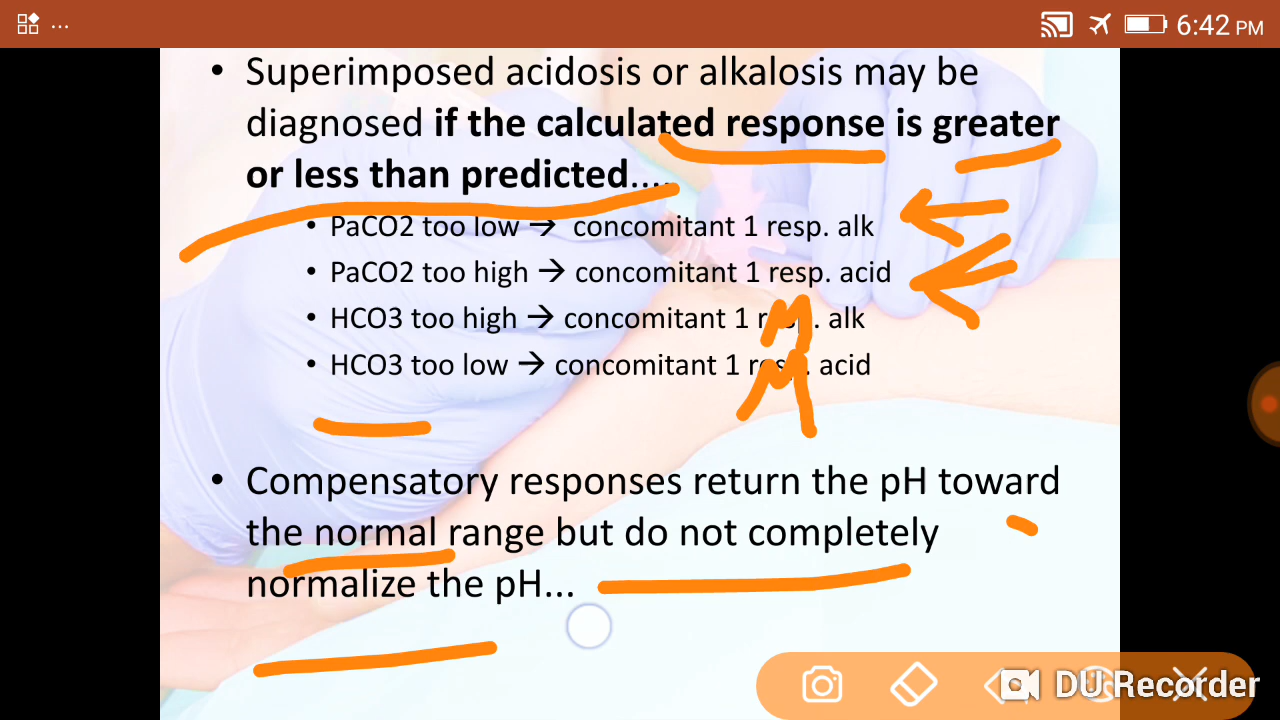 ...
6:42 PM
• Superimposed acidosis or alkalosis may be
diagnosed if the calculated response is greater
or less than predicted....
• PaCO2 too low → concomitant 1 resp. alk
• PaCO2 too high → concomitant 1 resp. acid
• HCO3 too high → concomitant 1 resp. alk
M
• HCO3 too low → concomitant 1 resp. acid
M
• Compensatory responses return the pH toward
the normal range but do not completely
normalize the pH...
DU Recorder